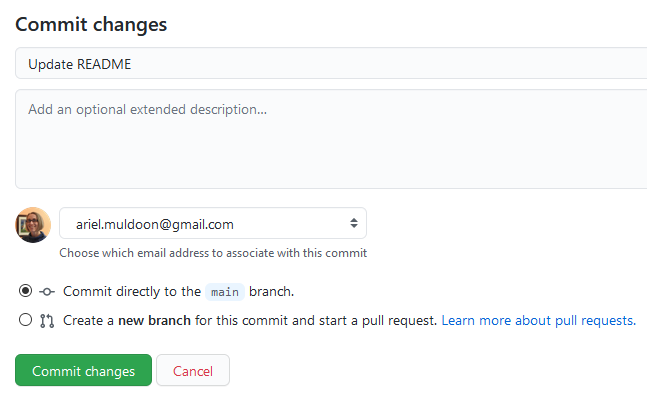 Commit changes
Update README
Add an optional extended description...
ariel.muldoon@gmail.com
Choose which email address to associate with this commit
Commit directly to the main branch.
Create a new branch for this commit and start a pull request. Learn more about pull requests.
Commit changes Cancel